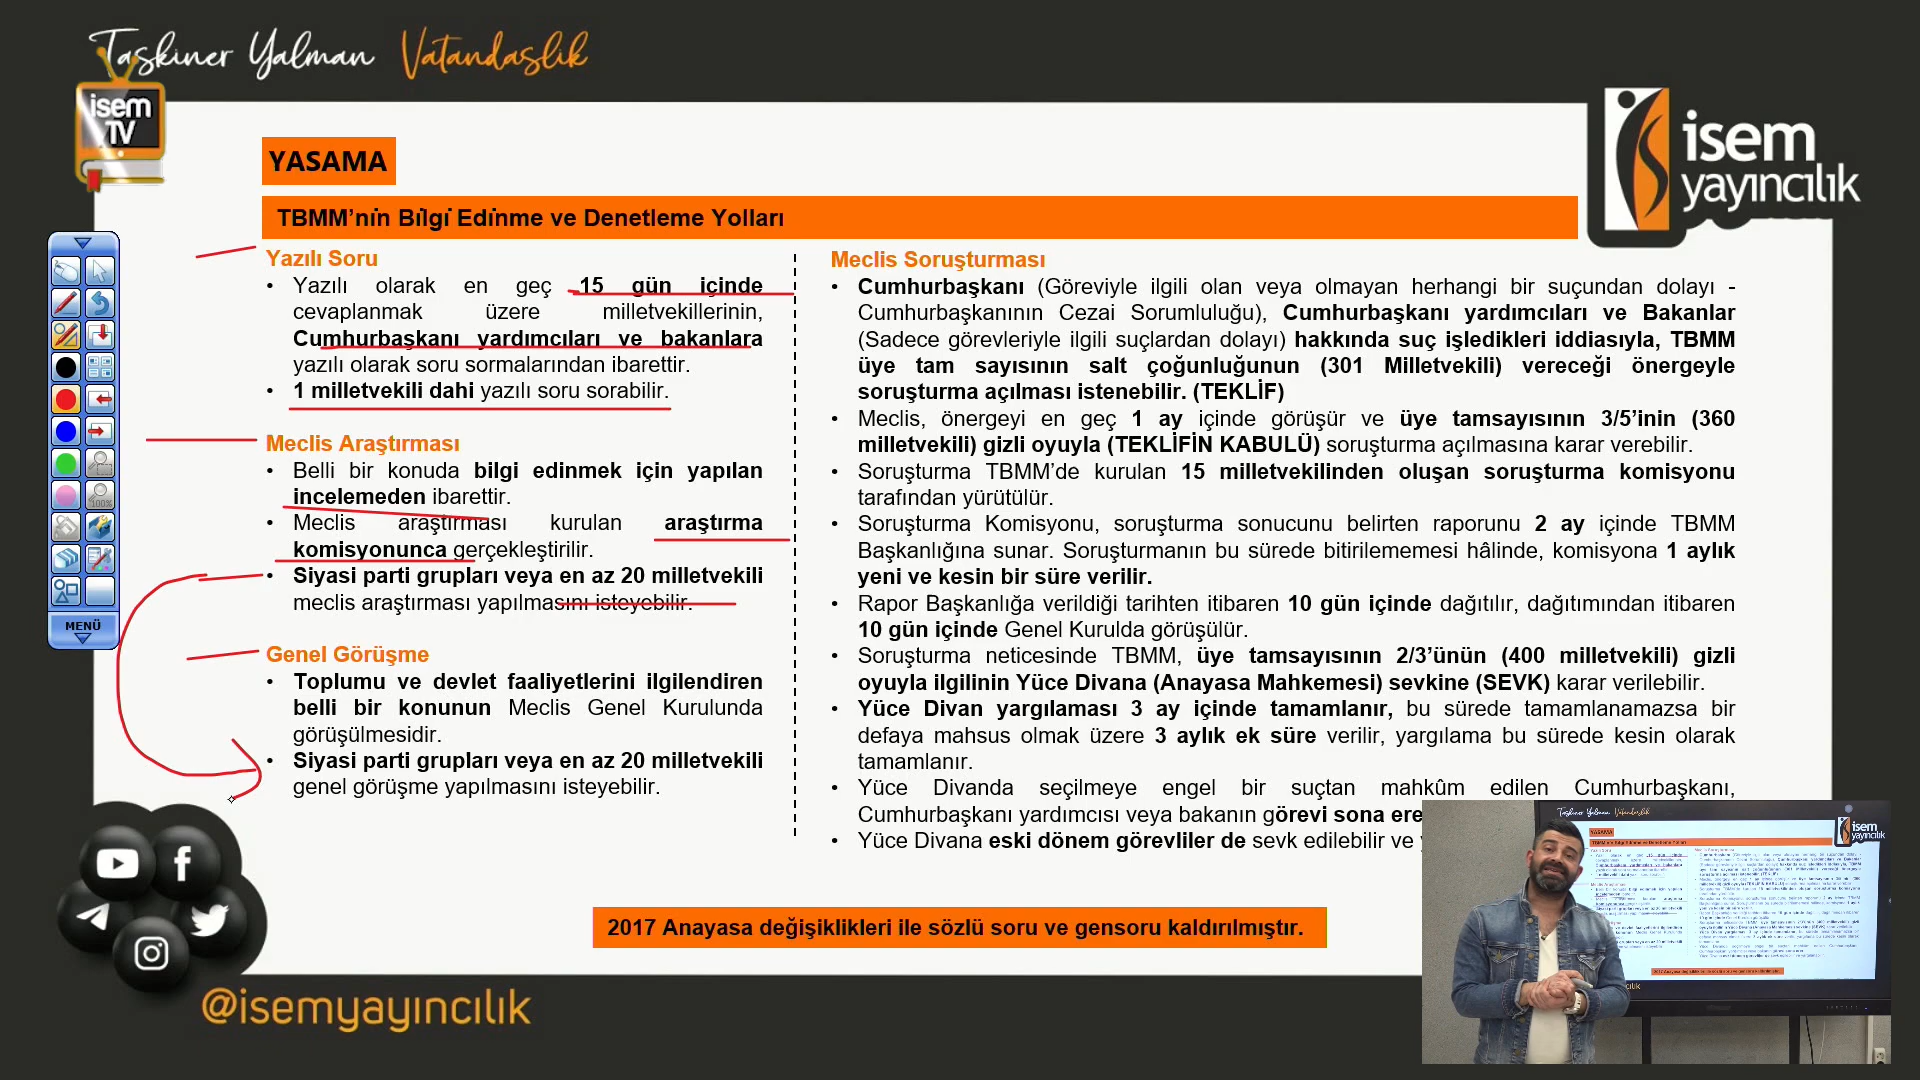 Taşkıner Yalman Vatandaşlık
isem
TV
isem
yayıncılık
YASAMA
TBMM'nin Bilgi Edinme ve Denetleme Yolları
Yazılı Soru
• Yazılı olarak en geç 15 gün içinde
cevaplanmak üzere milletvekillerinin,
Cumhurbaşkanı yardımcıları ve bakanlara
yazılı olarak soru sormalarından ibarettir.
• 1 milletvekili dahi yazılı soru sorabilir.
Meclis Araştırması
• Belli bir konuda bilgi edinmek için yapılan
incelemeden ibarettir.
• Meclis araştırması kurulan araştırma
komisyonunca gerçekleştirilir.
• Siyasi parti grupları veya en az 20 milletvekili
meclis araştırması yapılmasını isteyebilir.
Genel Görüşme
• Toplumu ve devlet faaliyetlerini ilgilendiren
belli bir konunun Meclis Genel Kurulunda
görüşülmesidir.
• Siyasi parti grupları veya en az 20 milletvekili
genel görüşme yapılmasını isteyebilir.
Meclis Soruşturması
• Cumhurbaşkanı (Göreviyle ilgili olan veya olmayan herhangi bir suçundan dolayı -
Cumhurbaşkanının Cezai Sorumluluğu), Cumhurbaşkanı yardımcıları ve Bakanlar
(Sadece görevleriyle ilgili suçlardan dolayı) hakkında suç işledikleri iddiasıyla, TBMM
üye tam sayısının salt çoğunluğunun (301 Milletvekili) vereceği önergeyle
soruşturma açılması istenebilir. (TEKLİF)
• Meclis, önergeyi en geç 1 ay içinde görüşür ve üye tamsayısının 3/5'inin (360
milletvekili) gizli oyuyla (TEKLİFİN KABULÜ) soruşturma açılmasına karar verebilir.
• Soruşturma TBMM'de kurulan 15 milletvekilinden oluşan soruşturma komisyonu
tarafından yürütülür.
• Soruşturma Komisyonu, soruşturma sonucunu belirten raporunu 2 ay içinde TBMM
Başkanlığına sunar. Soruşturmanın bu sürede bitirilememesi hâlinde, komisyona 1 aylık
yeni ve kesin bir süre verilir.
• Rapor Başkanlığa verildiği tarihten itibaren 10 gün içinde dağıtılır, dağıtımından itibaren
10 gün içinde Genel Kurulda görüşülür.
• Soruşturma neticesinde TBMM, üye tamsayısının 2/3'ünün (400 milletvekili) gizli
oyuyla ilgilinin Yüce Divana (Anayasa Mahkemesi) sevkine (SEVK) karar verilebilir.
• Yüce Divan yargılaması 3 ay içinde tamamlanır, bu sürede tamamlanamazsa bir
defaya mahsus olmak üzere 3 aylık ek süre verilir, yargılama bu sürede kesin olarak
tamamlanır.
• Yüce Divanda seçilmeye engel bir suçtan mahkûm edilen Cumhurbaşkanı,
Cumhurbaşkanı yardımcısı veya bakanın görevi sona ere
• Yüce Divana eski dönem görevliler de sevk edilebilir ve
2017 Anayasa değişiklikleri ile sözlü soru ve gensoru kaldırılmıştır.
MENÜ
100%
@isemyayıncılık